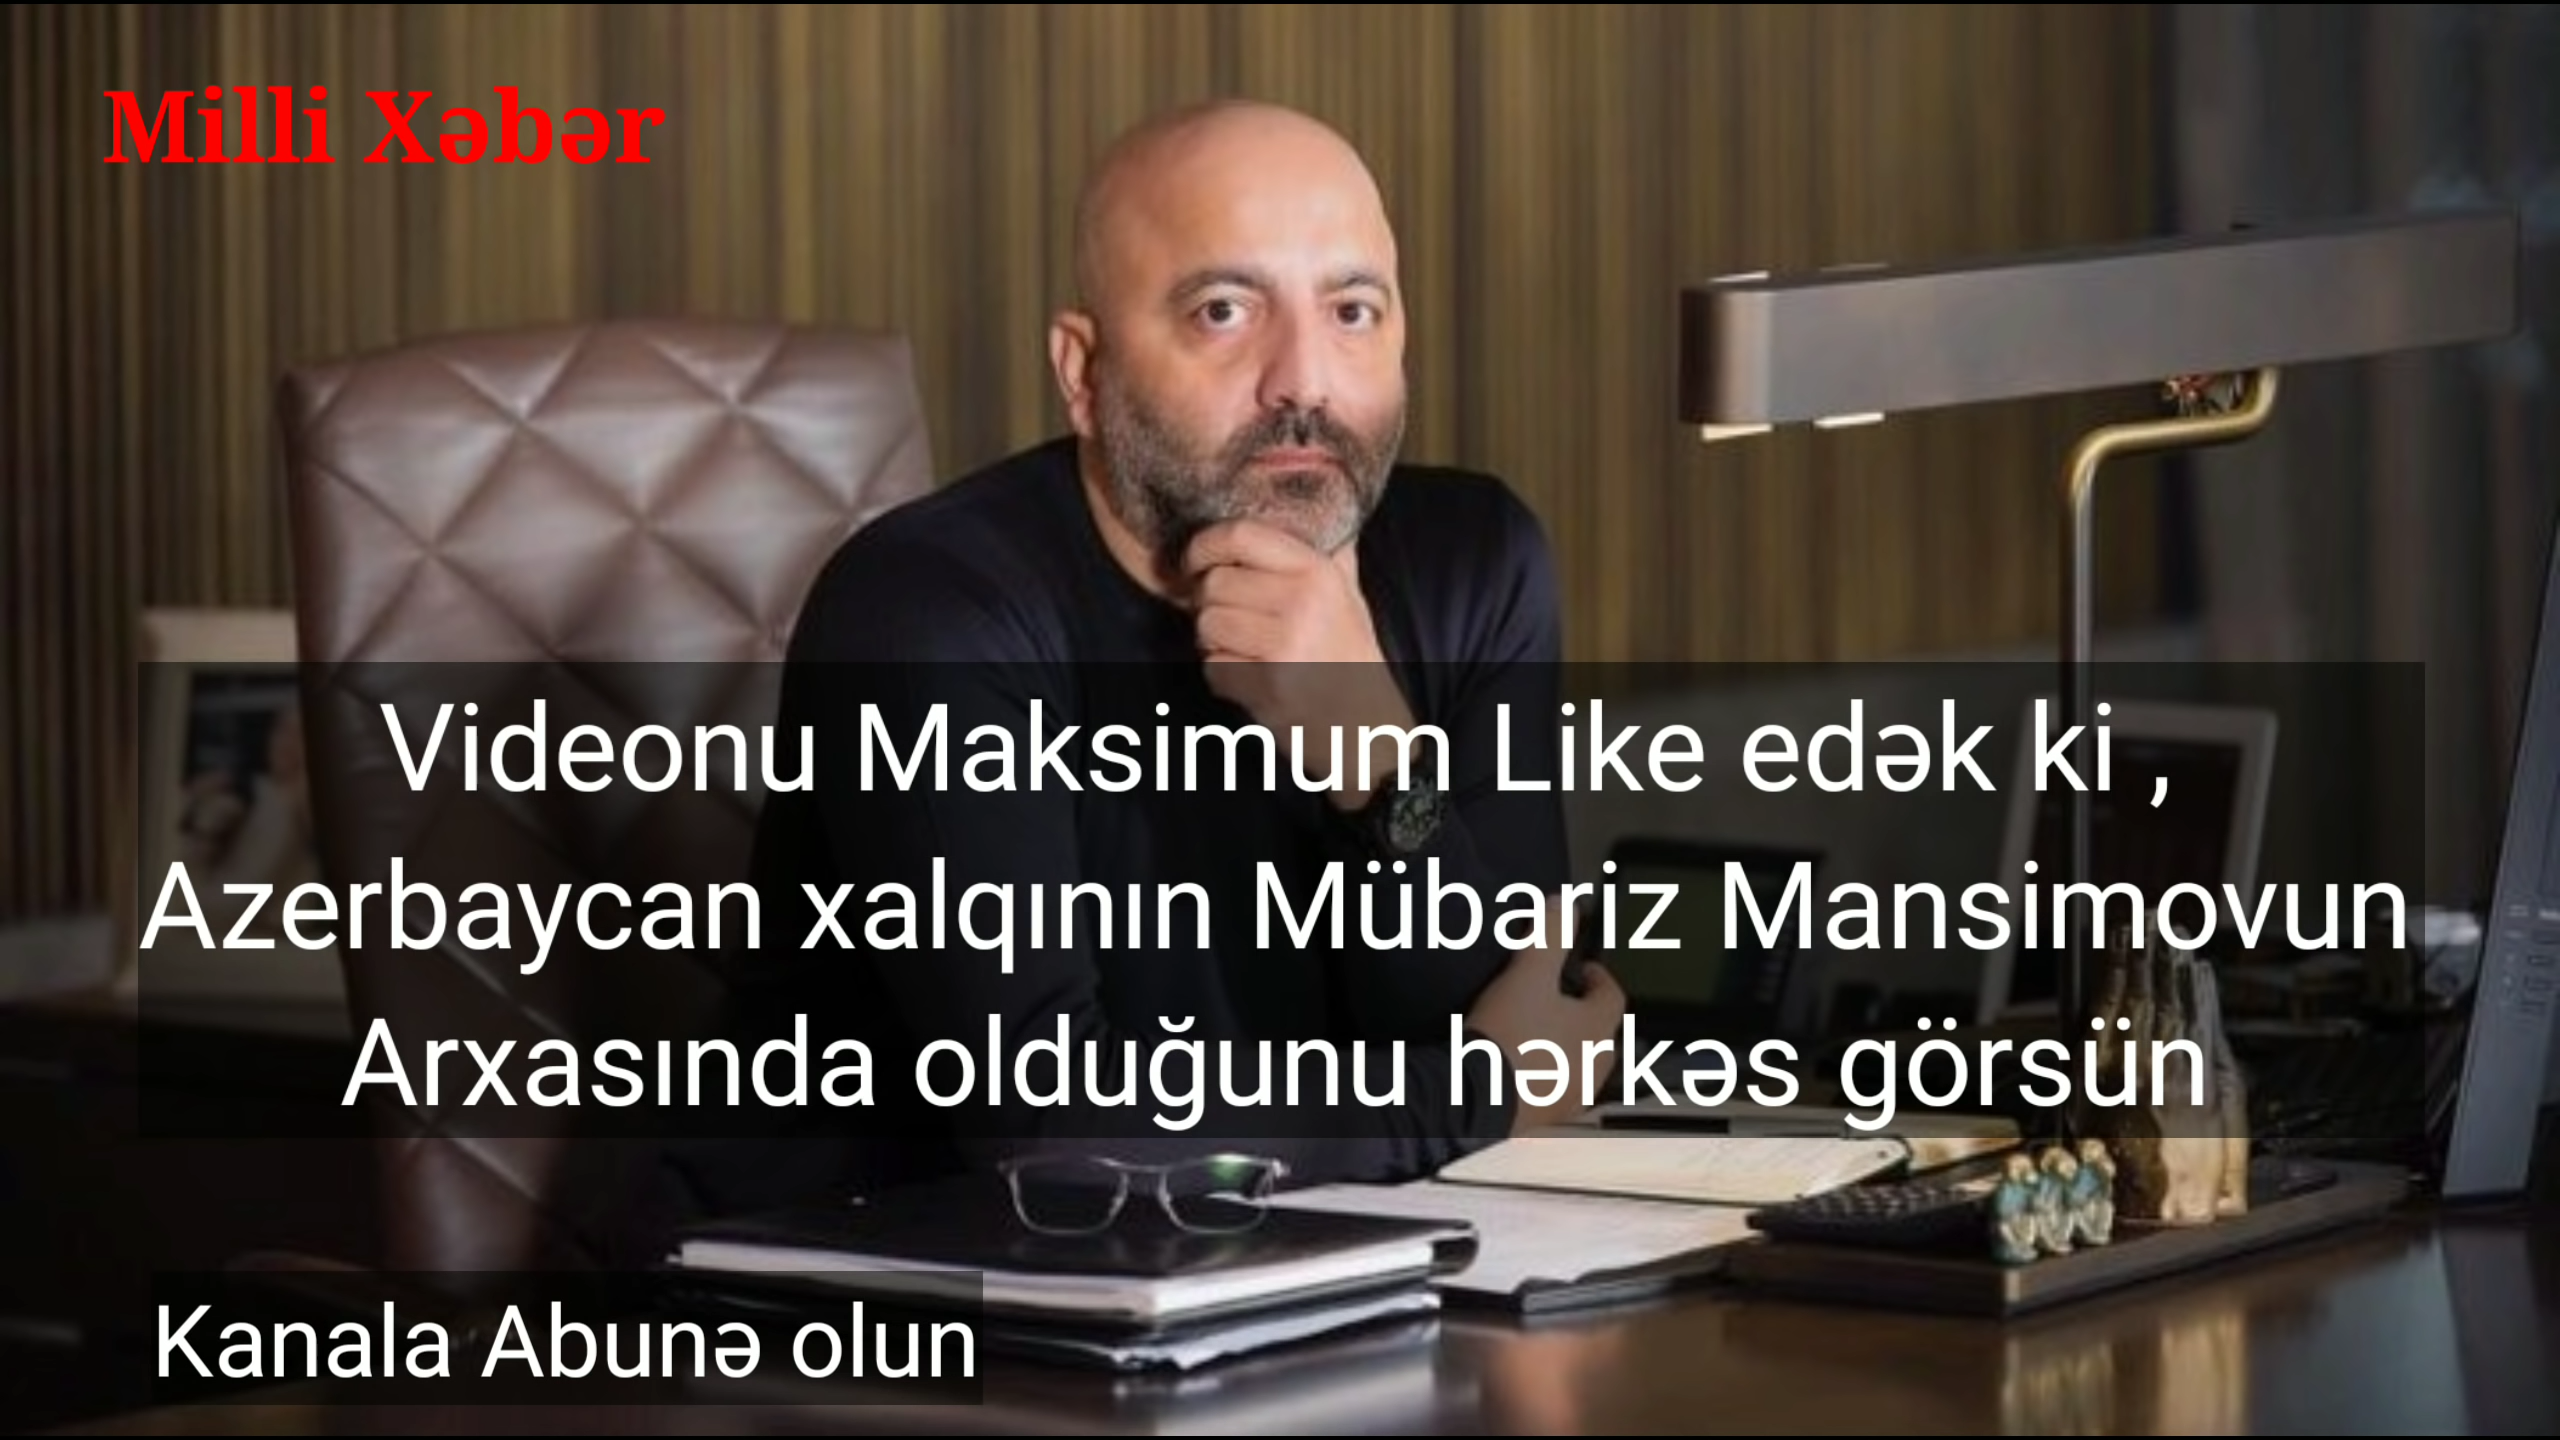 Milli Xəbər
Videonu Maksimum Like edək ki ,
Azerbaycan xalqının Mübariz Mansimovun
Arxasında olduğunu hərkəs görsün
Kanala Abunə olun